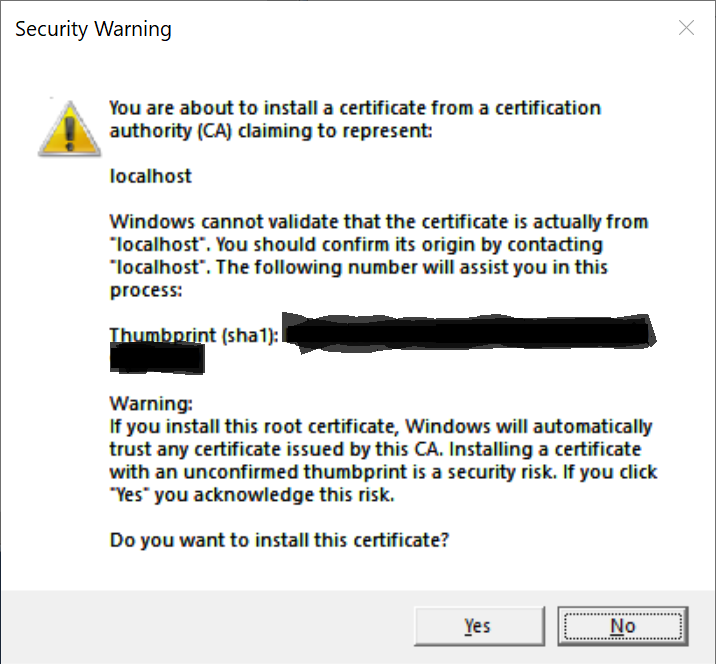 Security Warning
You are about to install a certificate from a certification
authority (CA) claiming to represent:
localhost
Windows cannot validate that the certificate is actually from
"localhost". You should confirm its origin by contacting
"localhost". The following number will assist you in this
process:
Thumbprint (sha1):
Warning:
If you install this root certificate, Windows will automatically
trust any certificate issued by this CA. Installing a certificate
with an unconfirmed thumbprint is a security risk. If you click
"Yes" you acknowledge this risk.
Do you want to install this certificate?
Yes
No